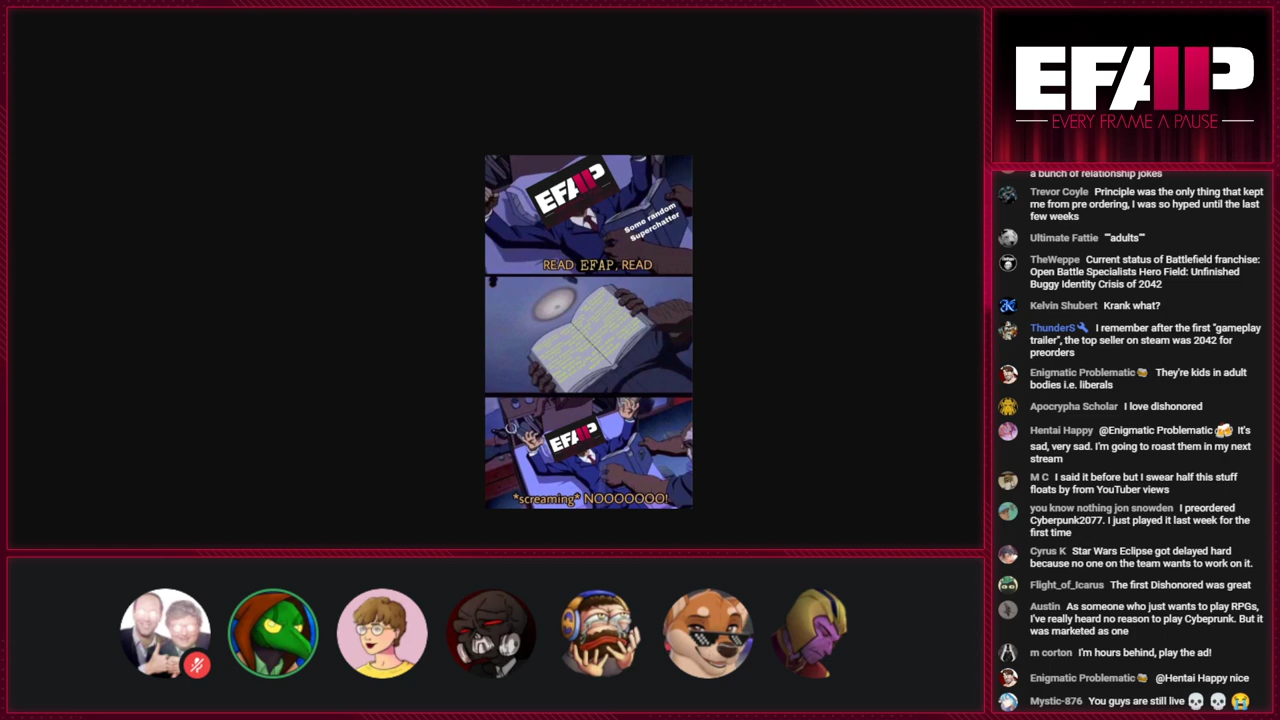 EFAP
Some random
Superchatter
READ EFAP, READ
EFAP
*screaming* NOOOOOOO!
EFAP
EVERY FRAME A PAUSE
a bunch of relationship jokes
Trevor Coyle Principle was the only thing that kept
me from pre ordering, I was so hyped until the last
few weeks
Ultimate Fattie ""adults""
TheWeppe Current status of Battlefield franchise:
Open Battle Specialists Hero Field: Unfinished
Buggy Identity Crisis of 2042
Kelvin Shubert Krank what?
ThunderS I remember after the first "gameplay
trailer", the top seller on steam was 2042 for
preorders
Enigmatic Problematic They're kids in adult
bodies i.e. liberals
Apocrypha Scholar I love dishonored
Hentai Happy @Enigmatic Problematic 🍻 It's
sad, very sad. I'm going to roast them in my next
stream
M C I said it before but I swear half this stuff
floats by from YouTuber views
you know nothing jon snowden I preordered
Cyberpunk2077. I just played it last week for the
first time
Cyrus K Star Wars Eclipse got delayed hard
because no one on the team wants to work on it.
Flight_of_Icarus The first Dishonored was great
Austin As someone who just wants to play RPGs,
I've really heard no reason to play Cybeprunk. But it
was marketed as one
m corton I'm hours behind, play the ad!
Enigmatic Problematic @Hentai Happy nice
Mystic-876 You guys are still live 💀 💀 😭